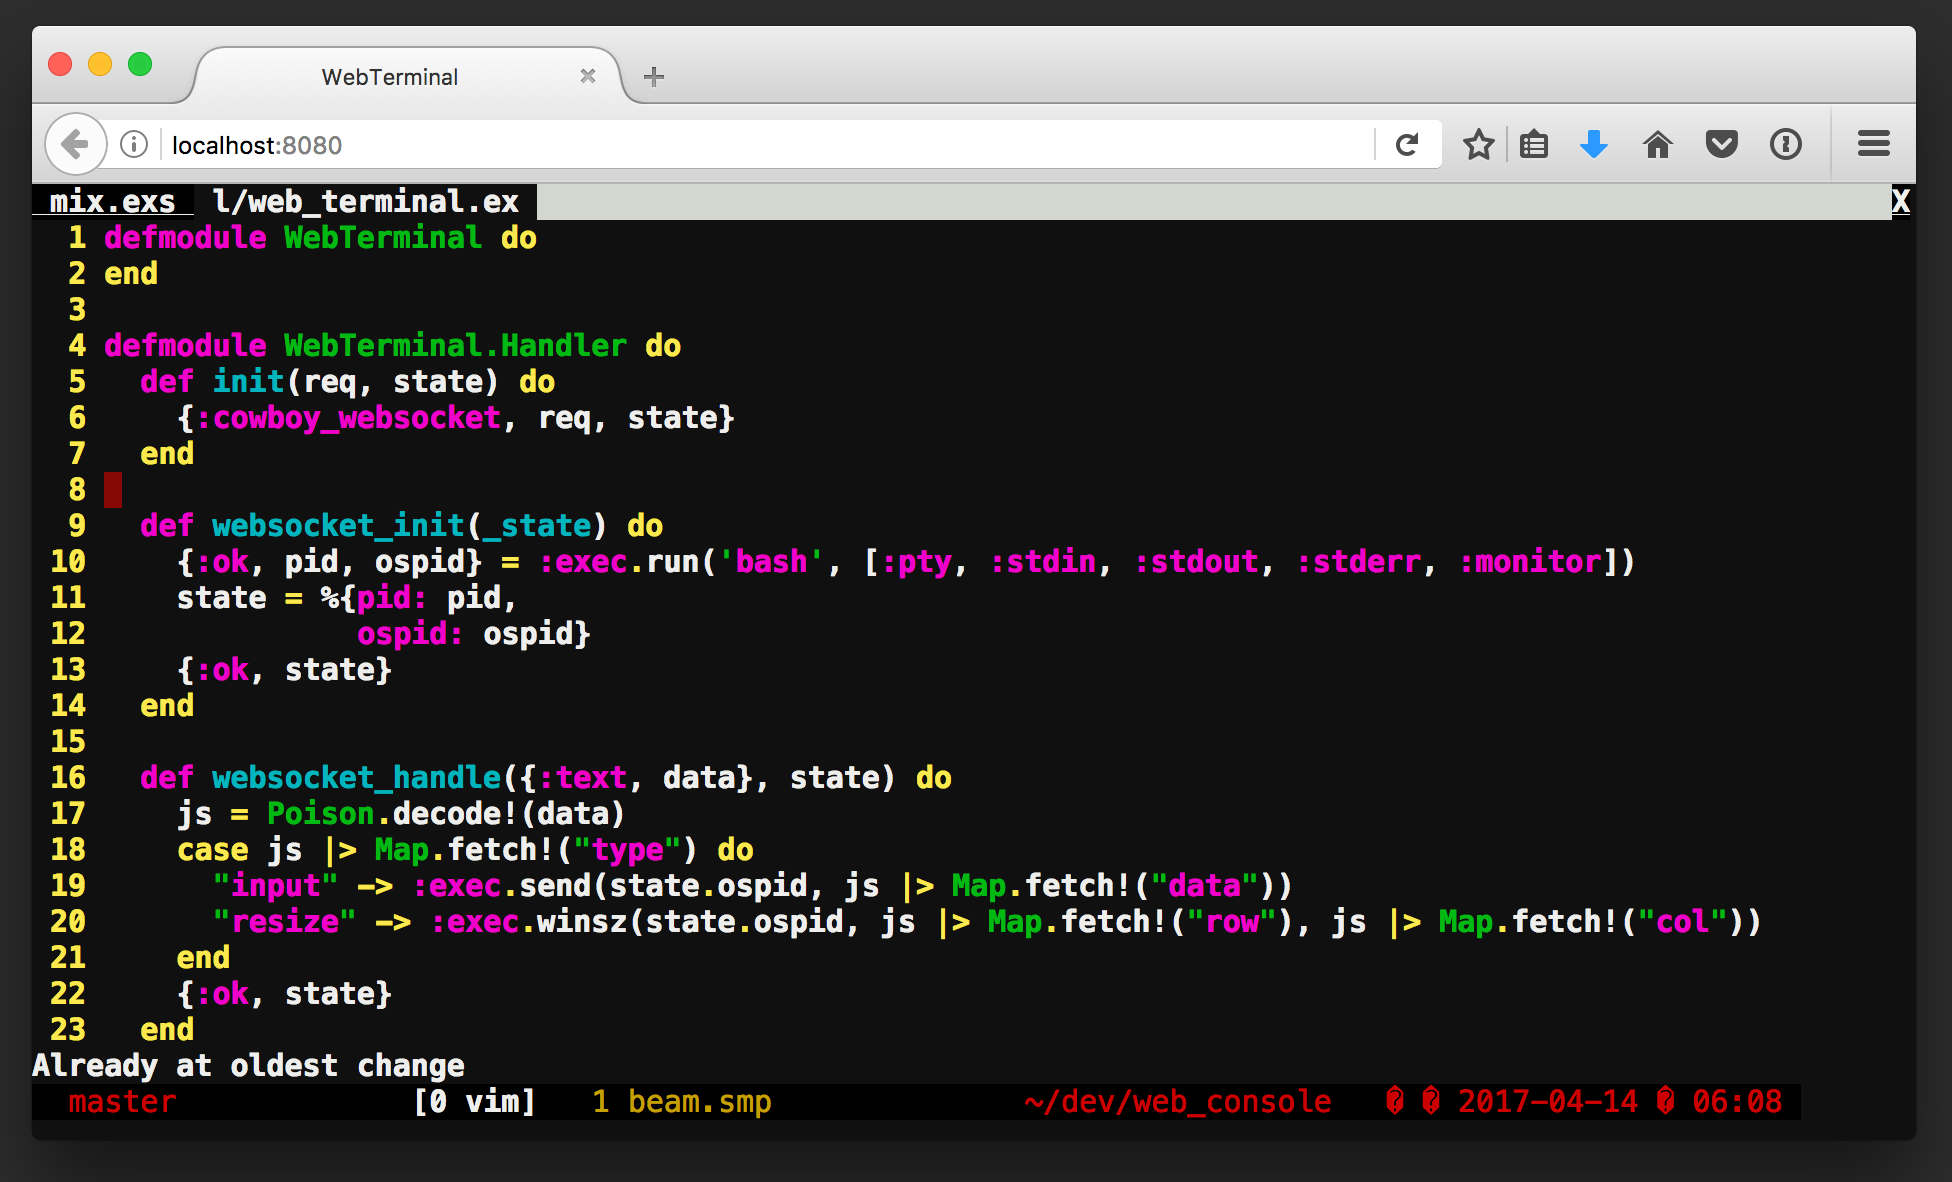 WebTerminal
localhost:8080
mix.exs l/web_terminal.ex X
1 defmodule WebTerminal do
2 end
3
4 defmodule WebTerminal.Handler do
5   def init(req, state) do
6     {:cowboy_websocket, req, state}
7   end
8
9   def websocket_init(_state) do
10     {:ok, pid, ospid} = :exec.run('bash', [:pty, :stdin, :stdout, :stderr, :monitor])
11     state = %{pid: pid,
12               ospid: ospid}
13     {:ok, state}
14   end
15
16   def websocket_handle({:text, data}, state) do
17     js = Poison.decode!(data)
18     case js |> Map.fetch!("type") do
19       "input" -> :exec.send(state.ospid, js |> Map.fetch!("data"))
20       "resize" -> :exec.winsz(state.ospid, js |> Map.fetch!("row"), js |> Map.fetch!("col"))
21     end
22     {:ok, state}
23   end
Already at oldest change
master [0 vim] 1 beam.smp ~/dev/web_console � � 2017-04-14 � 06:08